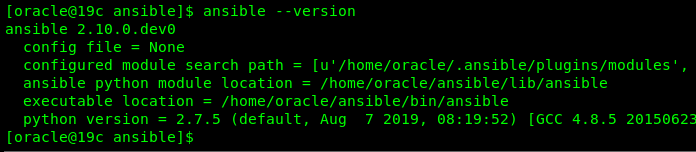 [oracle@19c ansible]$ ansible --version
ansible 2.10.0.dev0
  config file = None
  configured module search path = [u'/home/oracle/.ansible/plugins/modules',
  ansible python module location = /home/oracle/ansible/lib/ansible
  executable location = /home/oracle/ansible/bin/ansible
  python version = 2.7.5 (default, Aug  7 2019, 08:19:52) [GCC 4.8.5 20150623
[oracle@19c ansible]$